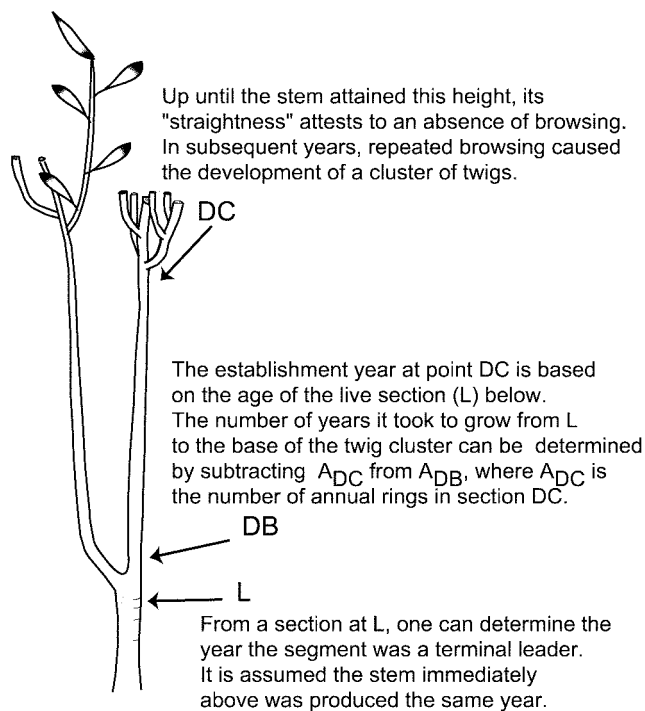 Up until the stem attained this height, its
"straightness" attests to an absence of browsing.
In subsequent years, repeated browsing caused
the development of a cluster of twigs.
DC
The establishment year at point DC is based
on the age of the live section (L) below.
The number of years it took to grow from L
to the base of the twig cluster can be determined
by subtracting ADC from ADB, where ADC is
the number of annual rings in section DC.
DB
L
From a section at L, one can determine the
year the segment was a terminal leader.
It is assumed the stem immediately
above was produced the same year.